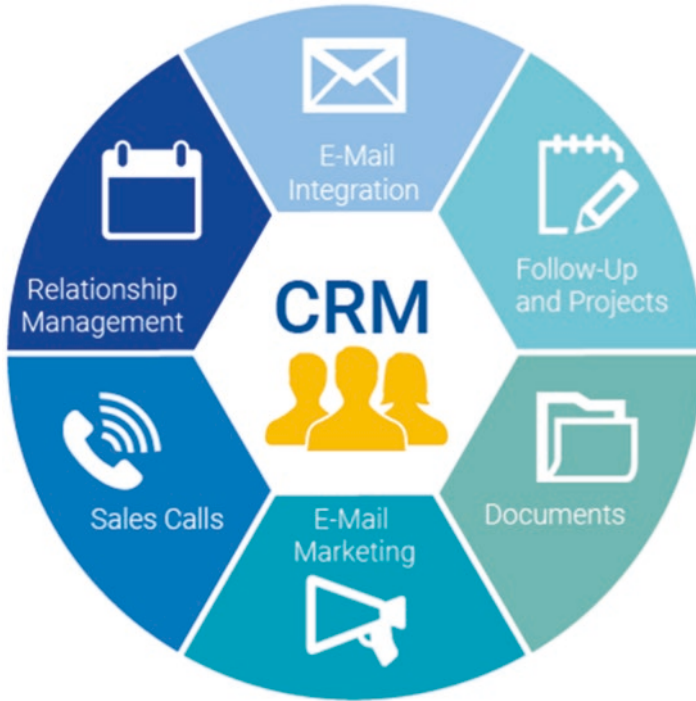 E-Mail
Integration
Follow-Up
and Projects
Documents
E-Mail
Marketing
Sales Calls
Relationship
Management
CRM